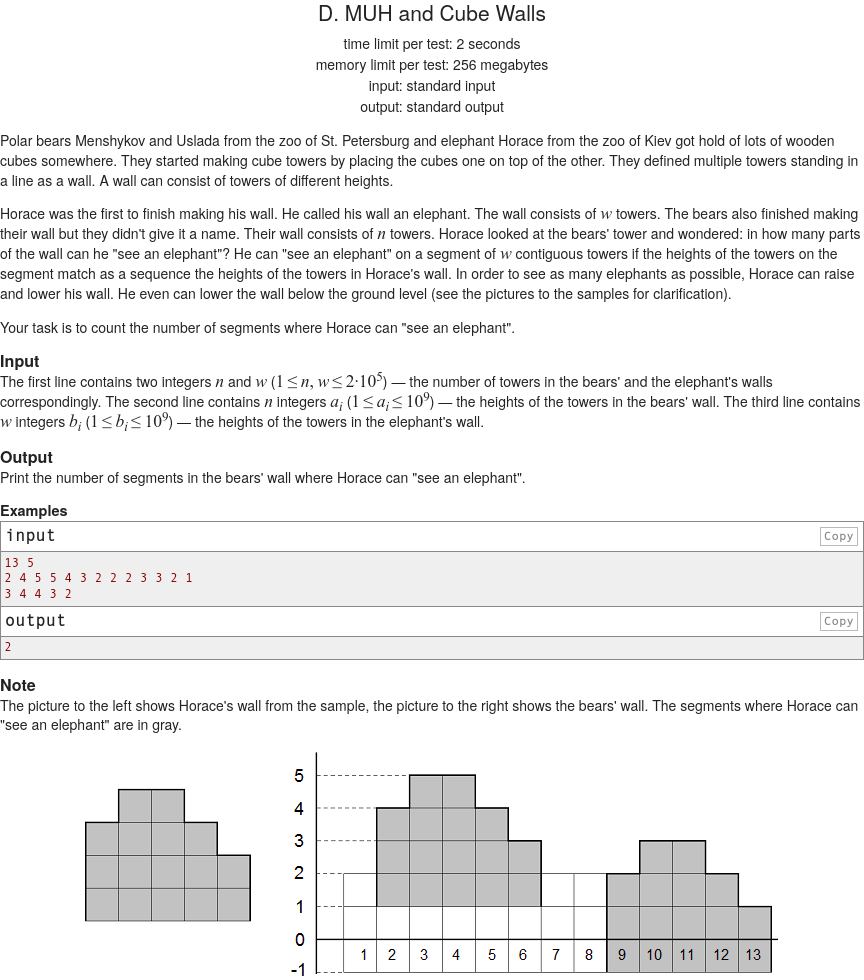 D. MUH and Cube Walls
time limit per test: 2 seconds
memory limit per test: 256 megabytes
input: standard input
output: standard output
Polar bears Menshykov and Uslada from the zoo of St. Petersburg and elephant Horace from the zoo of Kiev got hold of lots of wooden
cubes somewhere. They started making cube towers by placing the cubes one on top of the other. They defined multiple towers standing in
a line as a wall. A wall can consist of towers of different heights.
Horace was the first to finish making his wall. He called his wall an elephant. The wall consists of w towers. The bears also finished making
their wall but they didn't give it a name. Their wall consists of n towers. Horace looked at the bears' tower and wondered: in how many parts
of the wall can he "see an elephant"? He can "see an elephant" on a segment of w contiguous towers if the heights of the towers on the
segment match as a sequence the heights of the towers in Horace's wall. In order to see as many elephants as possible, Horace can raise
and lower his wall. He even can lower the wall below the ground level (see the pictures to the samples for clarification).
Your task is to count the number of segments where Horace can "see an elephant".
Input
The first line contains two integers n and w (1 ≤ n, w ≤ 2·10⁵) — the number of towers in the bears' and the elephant's walls
correspondingly. The second line contains n integers aᵢ (1 ≤ aᵢ ≤ 10⁹) — the heights of the towers in the bears' wall. The third line contains
w integers bᵢ (1 ≤ bᵢ ≤ 10⁹) — the heights of the towers in the elephant's wall.
Output
Print the number of segments in the bears' wall where Horace can "see an elephant".
Examples
input Copy
13 5
2 4 5 5 4 3 2 2 2 3 3 2 1
3 4 4 3 2
output Copy
2
Note
The picture to the left shows Horace's wall from the sample, the picture to the right shows the bears' wall. The segments where Horace can
"see an elephant" are in gray.
5
4
3
2
1
0
1 2 3 4 5 6 7 8 9 10 11 12 13
-1